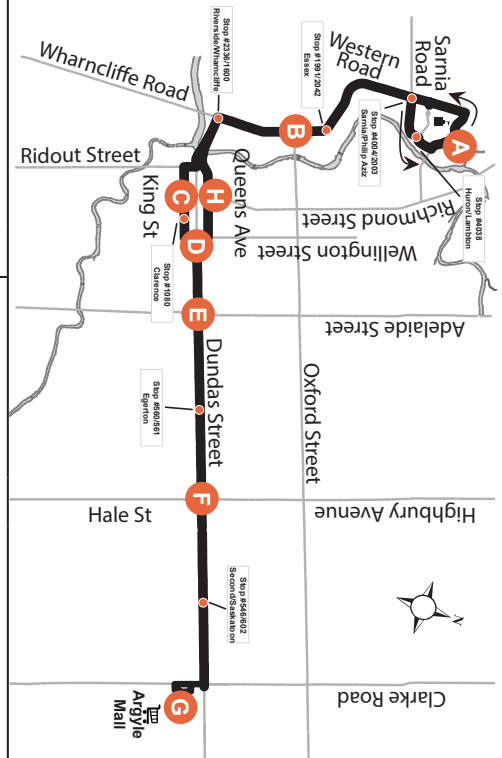 Sarnia
Road
Western
Road
Wharncliffe Road
Stop #2336/1600
Riverside/Wharncliffe
Stop #1991/2042
Essex
Stop #4004/2003
Sarnia/Philip Aziz
Stop #4038
Huron/Lambton
A
B
Ridout Street
Queens Ave
King St
C
H
D
Richmond Street
Wellington Street
Stop #1080
Clarence
E
Adelaide Street
Dundas Street
Oxford Street
Stop #560/561
Egerton
F
Hale St
Highbury Avenue
Stop #546/602
Second/Saskatoon
N
Clarke Road
G
Argyle
Mall